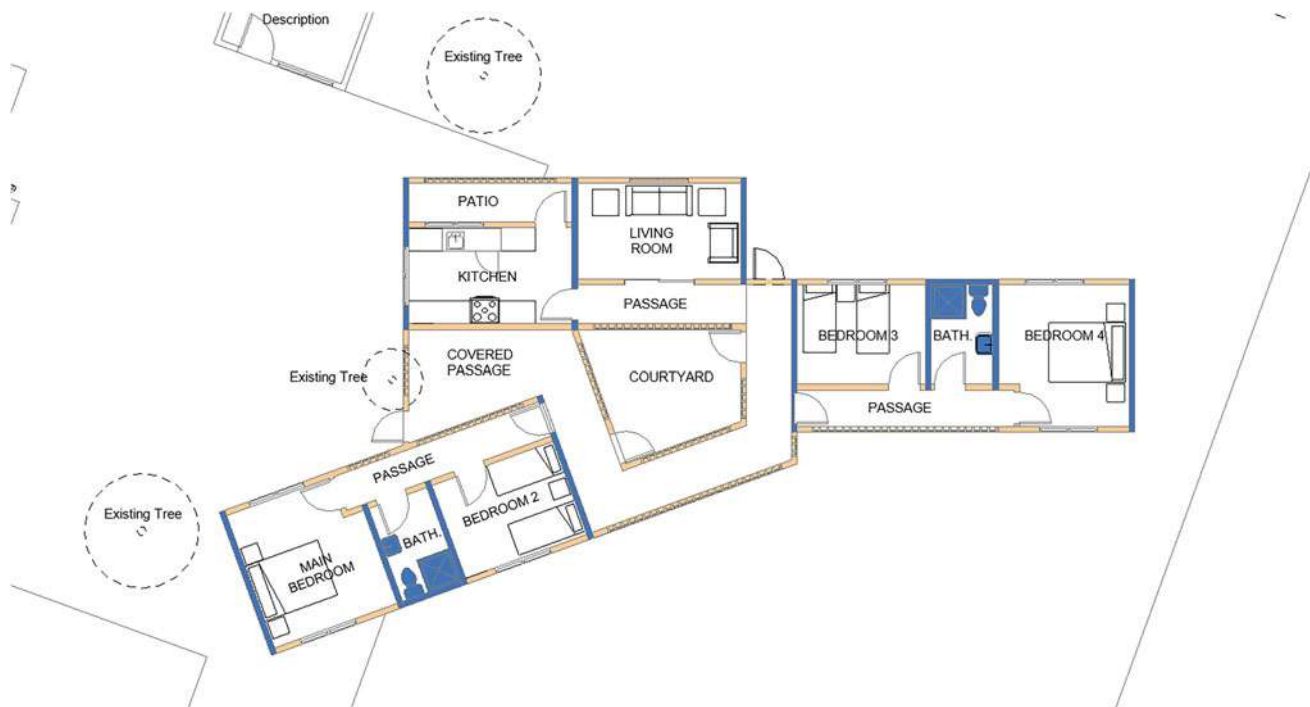 Description
Existing Tree
PATIO
LIVING
ROOM
KITCHEN
PASSAGE
BEDROOM 3
BATH.
BEDROOM 4
COVERED
PASSAGE
Existing Tree
COURTYARD
PASSAGE
PASSAGE
BEDROOM 2
Existing Tree
BATH.
MAIN
BEDROOM